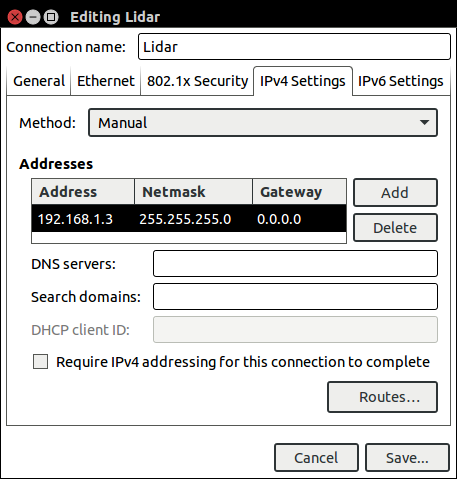 Editing Lidar
Connection name: Lidar
General Ethernet 802.1x Security IPv4 Settings IPv6 Settings
Method: Manual
Addresses
Address Netmask Gateway Add
192.168.1.3 255.255.255.0 0.0.0.0 Delete
DNS servers:
Search domains:
DHCP client ID:
Require IPv4 addressing for this connection to complete
Routes...
Cancel Save...